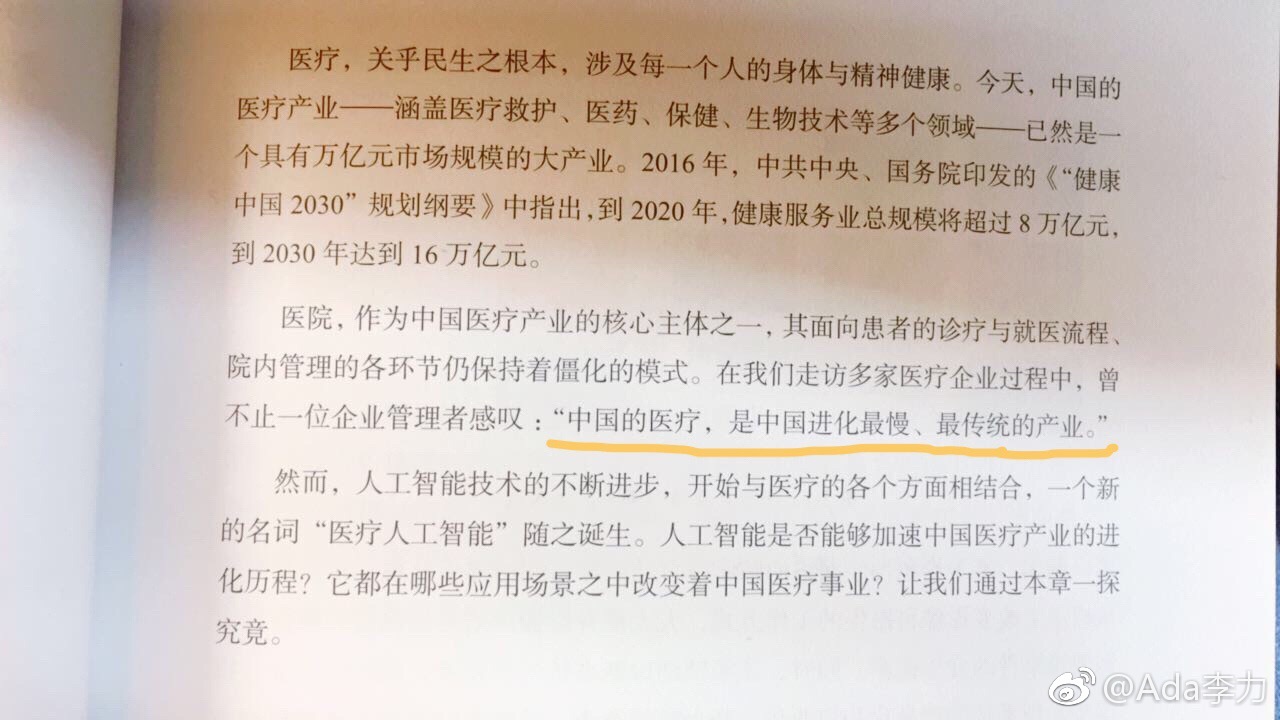 医疗，关乎民生之根本，涉及每一个人的身体与精神健康。今天，中国的
医疗产业——涵盖医疗救护、医药、保健、生物技术等多个领域——已然是一
个具有万亿元市场规模的大产业。2016 年，中共中央、国务院印发的《“健康
中国 2030”规划纲要》中指出，到 2020 年，健康服务业总规模将超过 8 万亿元，
到 2030 年达到 16 万亿元。
医院，作为中国医疗产业的核心主体之一，其面向患者的诊疗与就医流程、
院内管理的各环节仍保持着僵化的模式。在我们走访多家医疗企业过程中，曾
不止一位企业管理者感叹：“中国的医疗，是中国进化最慢、最传统的产业。”
然而，人工智能技术的不断进步，开始与医疗的各个方面相结合，一个新
的名词“医疗人工智能”随之诞生。人工智能是否能够加速中国医疗产业的进
化历程？它都在哪些应用场景之中改变着中国医疗事业？让我们通过本章一探
究竟。
@Ada李力